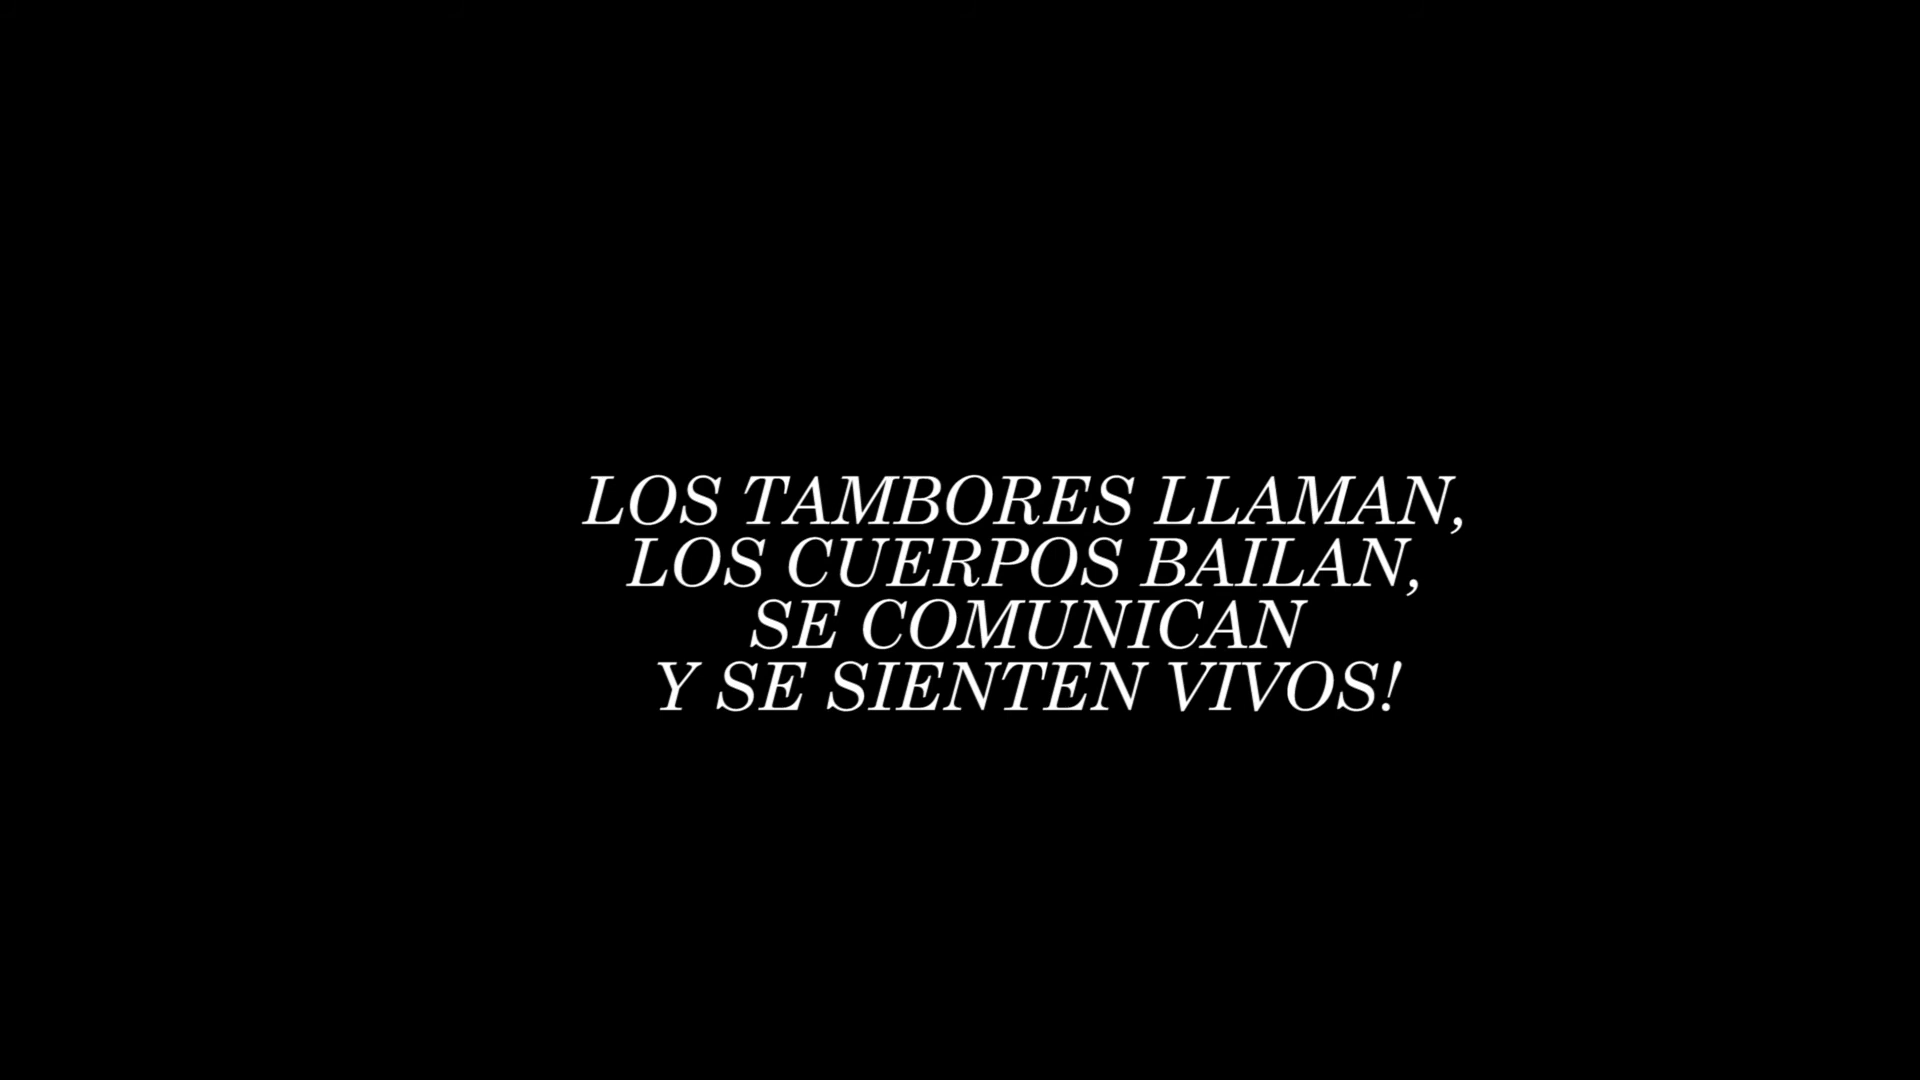 LOS TAMBORES LLAMAN,
LOS CUERPOS BAILAN,
SE COMUNICAN
Y SE SIENTEN VIVOS!